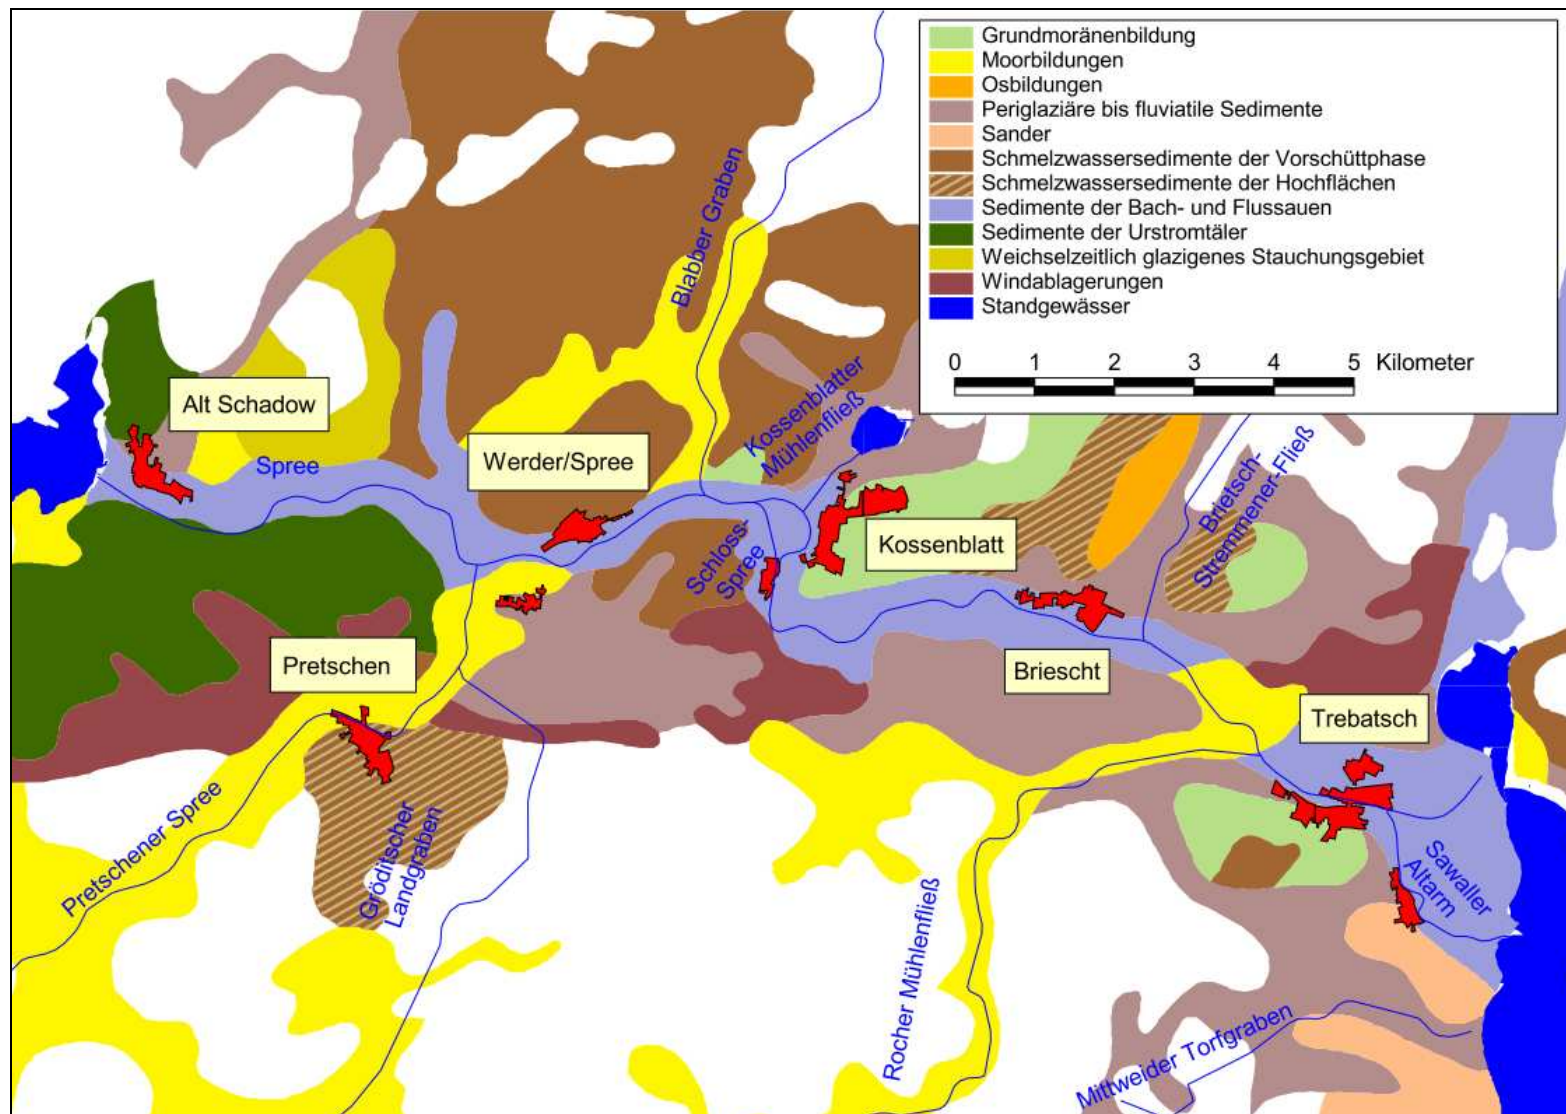 Grundmoränenbildung
Moorbildungen
Osbildungen
Periglaziäre bis fluviatile Sedimente
Sander
Schmelzwassersedimente der Vorschüttphase
Schmelzwassersedimente der Hochflächen
Sedimente der Bach- und Flussauen
Sedimente der Urstromtäler
Weichselzeitlich glazigenes Stauchungsgebiet
Windablagerungen
Standgewässer
0 1 2 3 4 5 Kilometer
Blabber Graben
Alt Schadow
Spree
Werder/Spree
Kossenblatter
Mühlenfließ
Kossenblatt
Brietsch-
Stremmener-Fließ
Schloss-
Spree
Pretschen
Briescht
Trebatsch
Pretschener Spree
Gröditscher
Landgraben
Rocher Mühlenfließ
Sawaller
Altarm
Mittweider Torfgraben